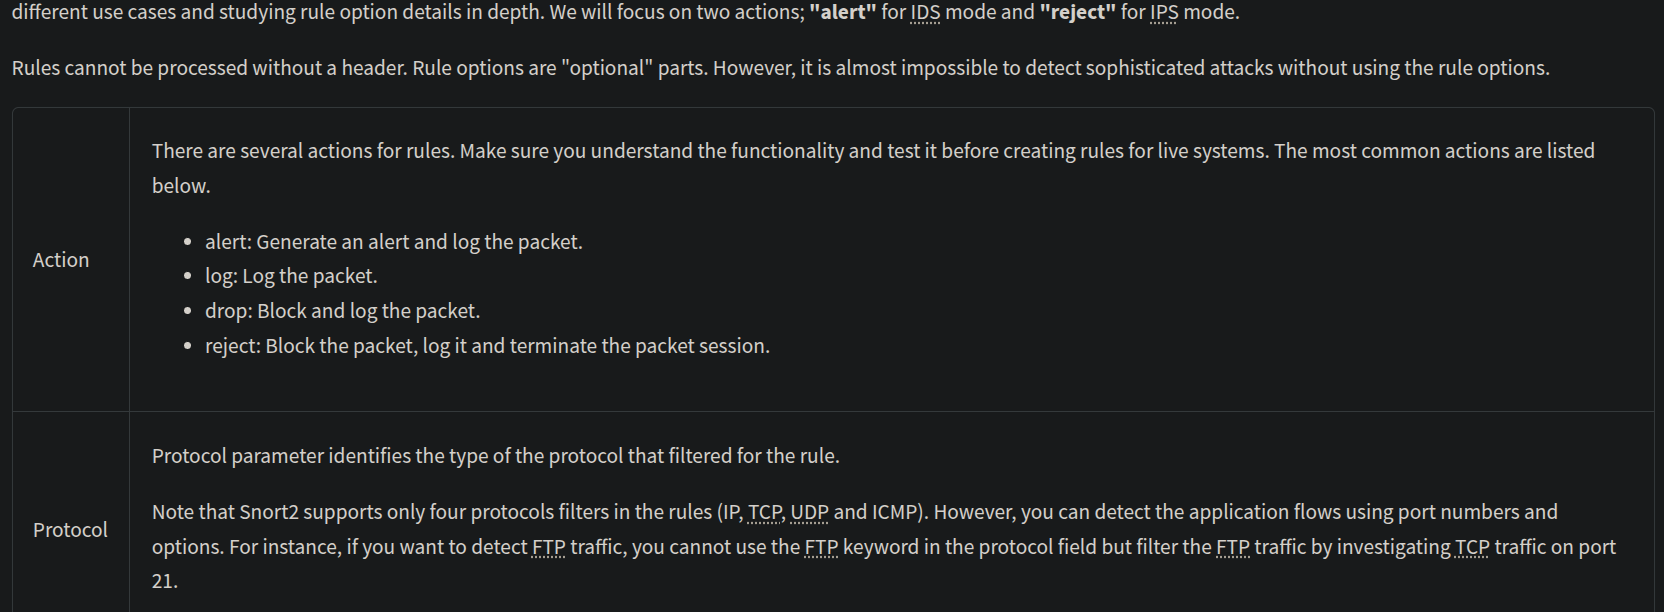 different use cases and studying rule option details in depth. We will focus on two actions; "alert" for IDS mode and "reject" for IPS mode.
Rules cannot be processed without a header. Rule options are "optional" parts. However, it is almost impossible to detect sophisticated attacks without using the rule options.
Action
There are several actions for rules. Make sure you understand the functionality and test it before creating rules for live systems. The most common actions are listed
below.
• alert: Generate an alert and log the packet.
• log: Log the packet.
• drop: Block and log the packet.
• reject: Block the packet, log it and terminate the packet session.
Protocol
Protocol parameter identifies the type of the protocol that filtered for the rule.
Note that Snort2 supports only four protocols filters in the rules (IP, TCP, UDP and ICMP). However, you can detect the application flows using port numbers and
options. For instance, if you want to detect FTP traffic, you cannot use the FTP keyword in the protocol field but filter the FTP traffic by investigating TCP traffic on port
21.